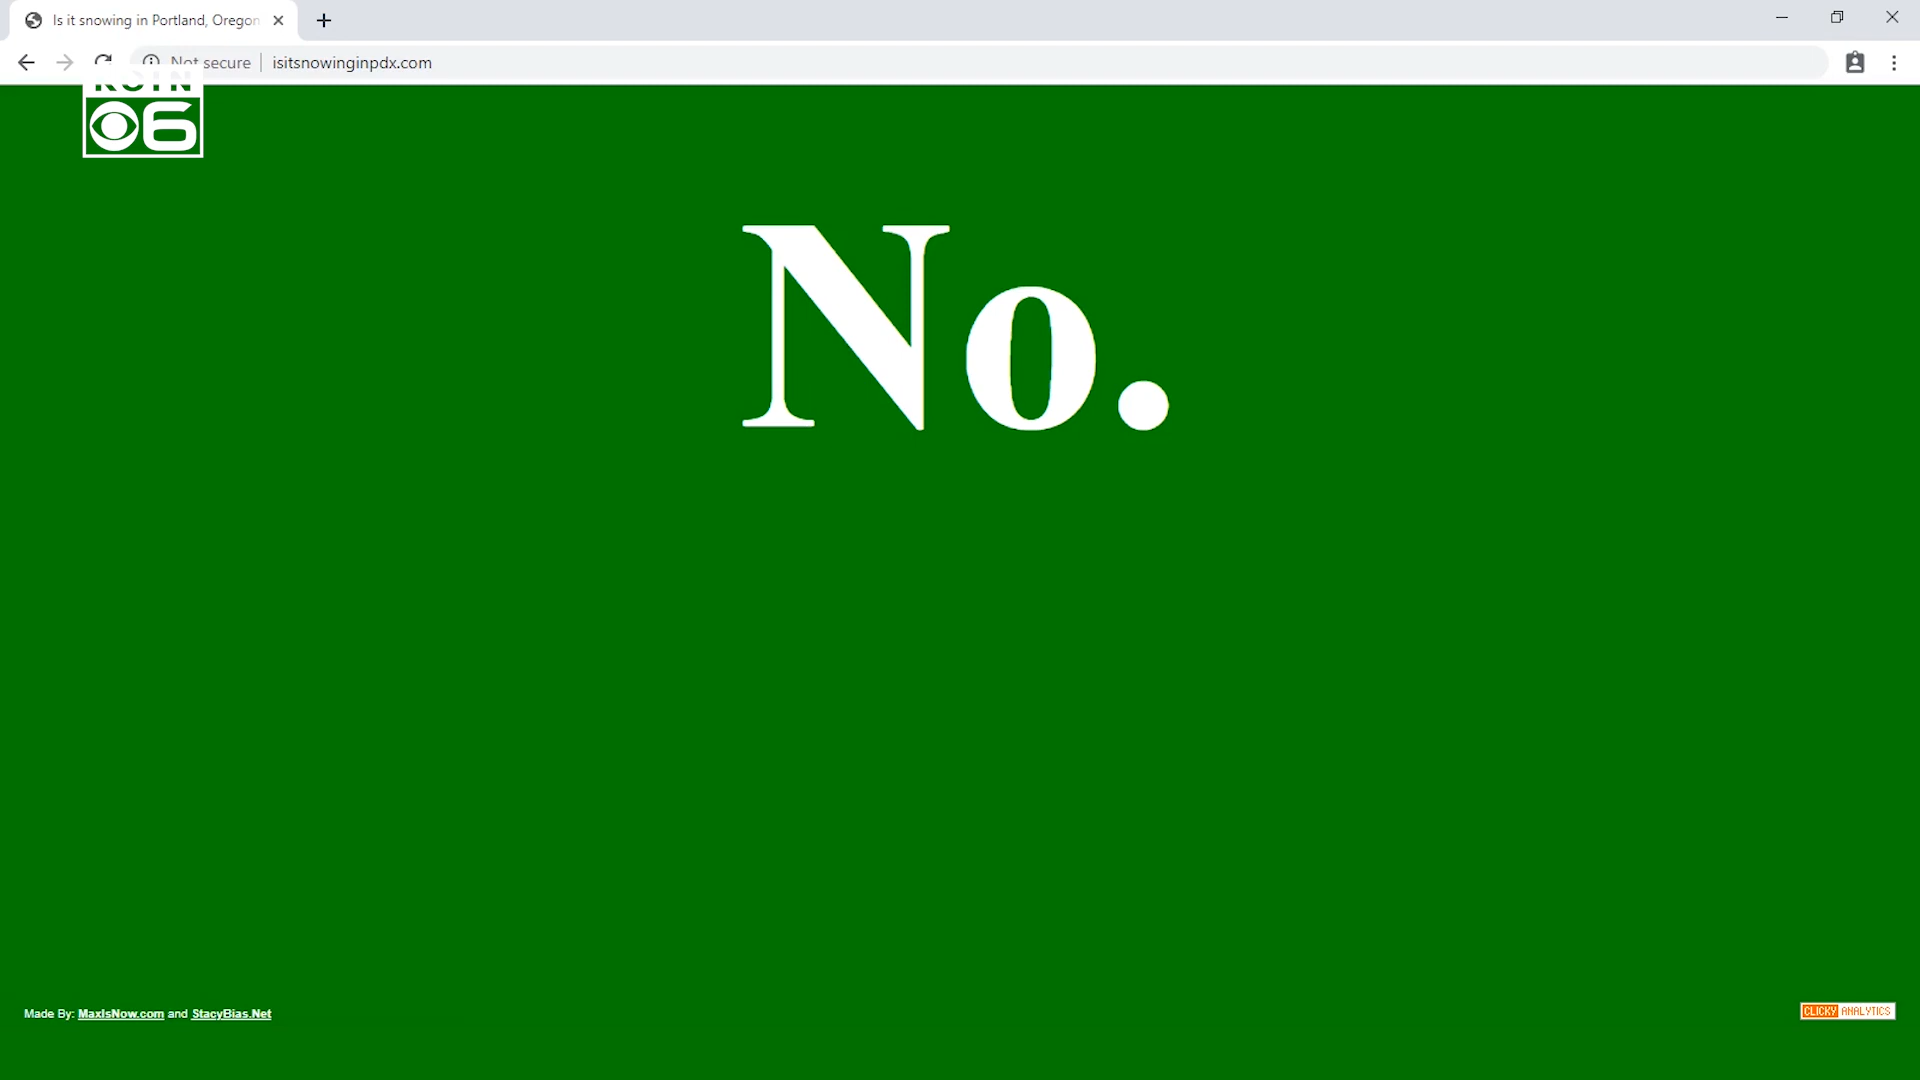 Is it snowing in Portland, Oregon
Not secure
isitsnowinginpdx.com
KOIN
6
No.
Made By: MaxIsNow.com and StacyBias.Net
CLICKY ANALYTICS